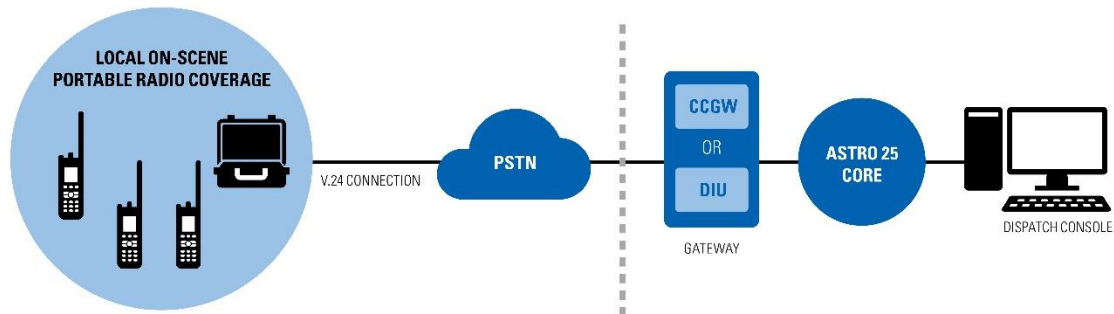 LOCAL ON-SCENE
PORTABLE RADIO COVERAGE
V.24 CONNECTION
PSTN
CCGW
OR
DIU
GATEWAY
ASTRO 25
CORE
DISPATCH CONSOLE